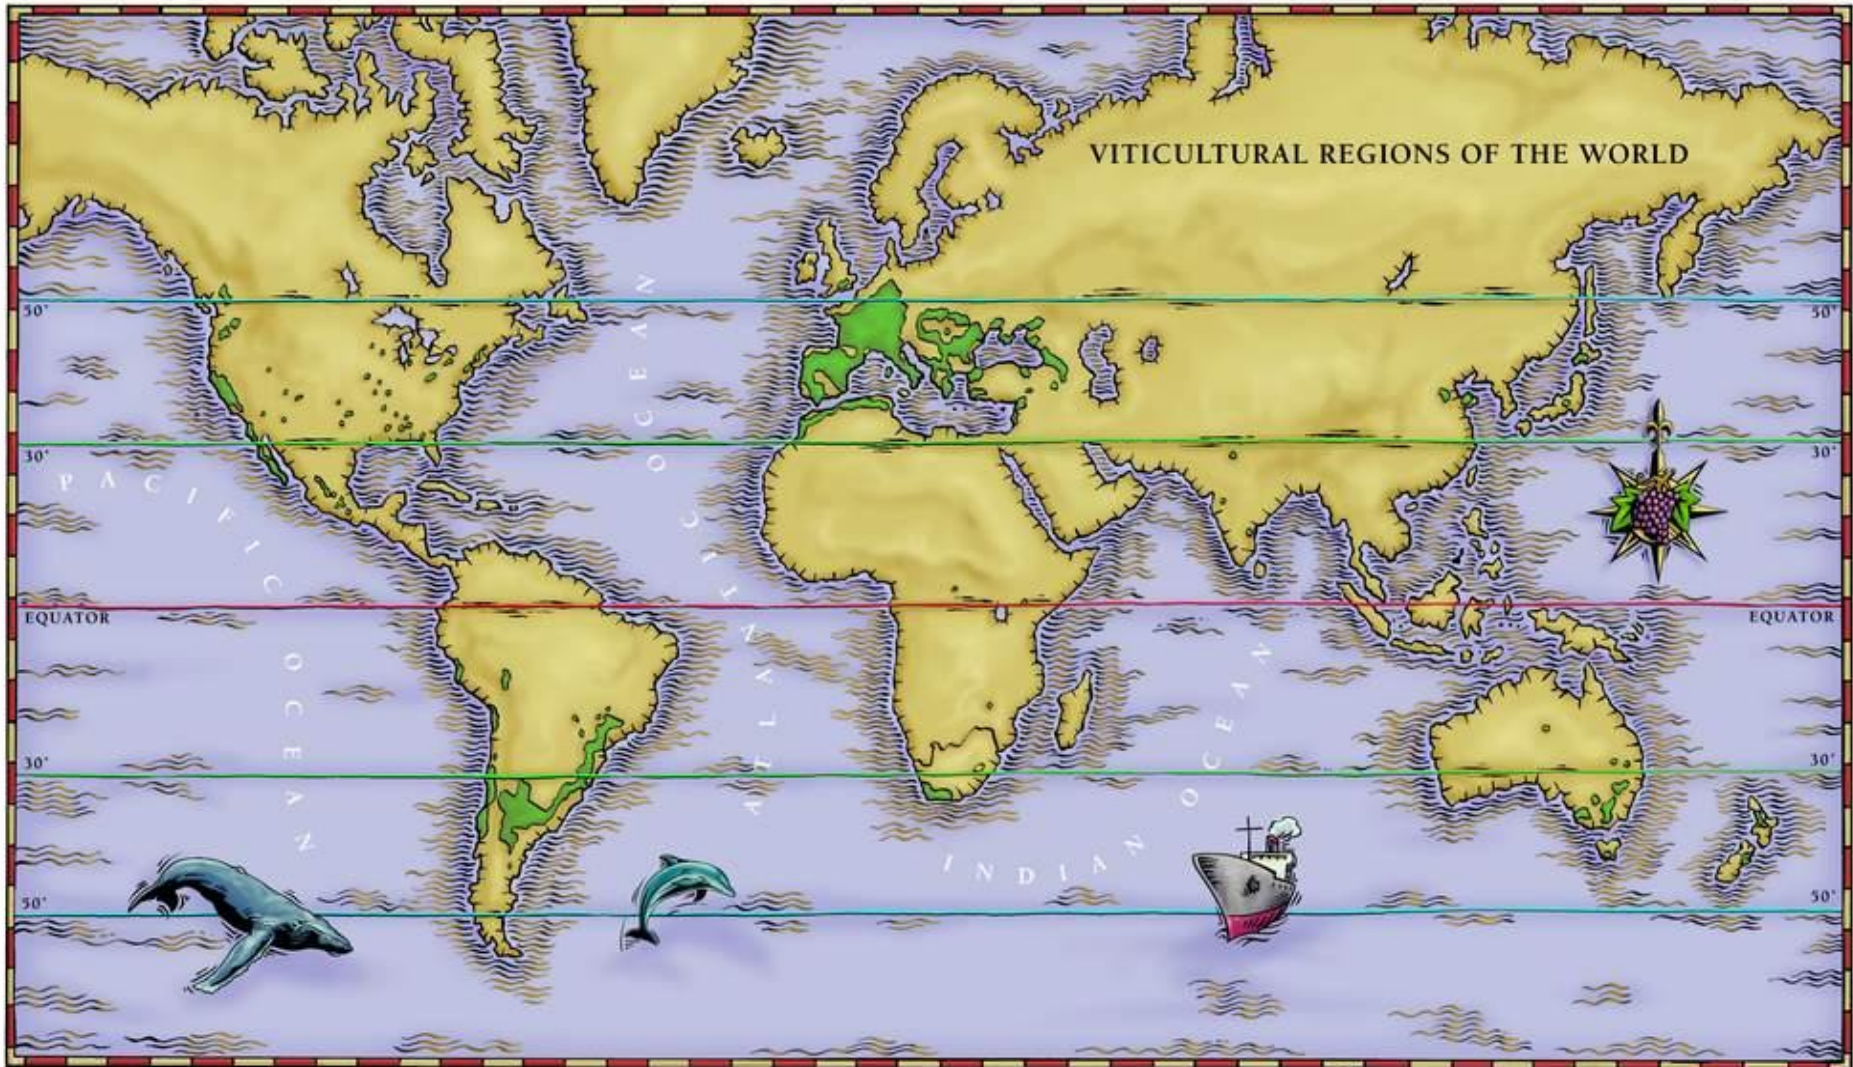 VITICULTURAL REGIONS OF THE WORLD
50°
50°
30°
30°
PACIFIC OCEAN
ATLANTIC OCEAN
EQUATOR
EQUATOR
INDIAN OCEAN
30°
30°
50°
50°